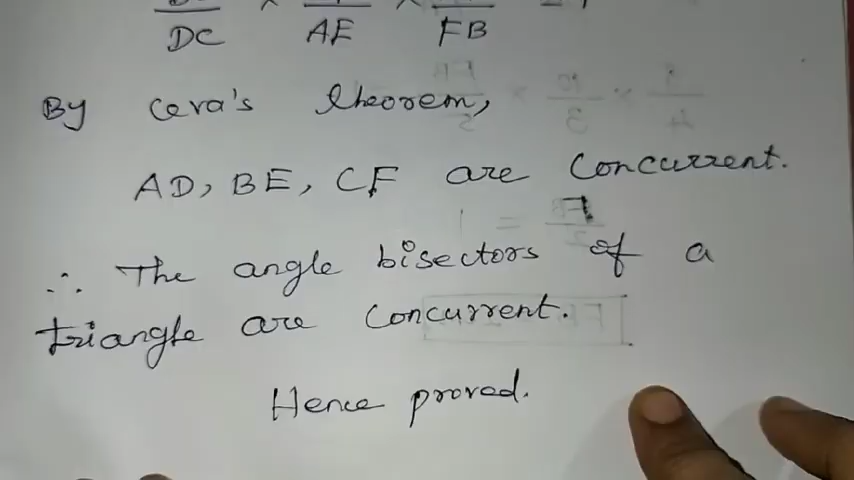 DC × AE × FB
By Ceva's theorem,
AD, BE, CF are concurrent.
∴ The angle bisectors of a
triangle are concurrent.
Hence proved.